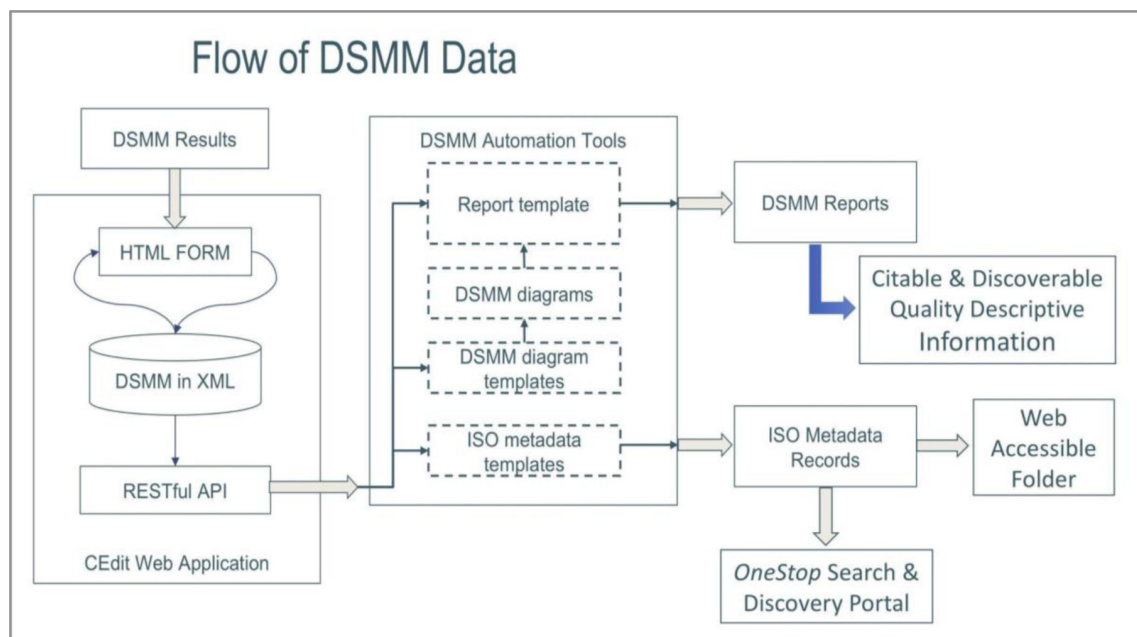 Flow of DSMM Data
DSMM Results
HTML FORM
DSMM in XML
RESTful API
CEdit Web Application
DSMM Automation Tools
Report template
DSMM diagrams
DSMM diagram
templates
ISO metadata
templates
DSMM Reports
Citable & Discoverable
Quality Descriptive
Information
ISO Metadata
Records
Web
Accessible
Folder
OneStop Search &
Discovery Portal